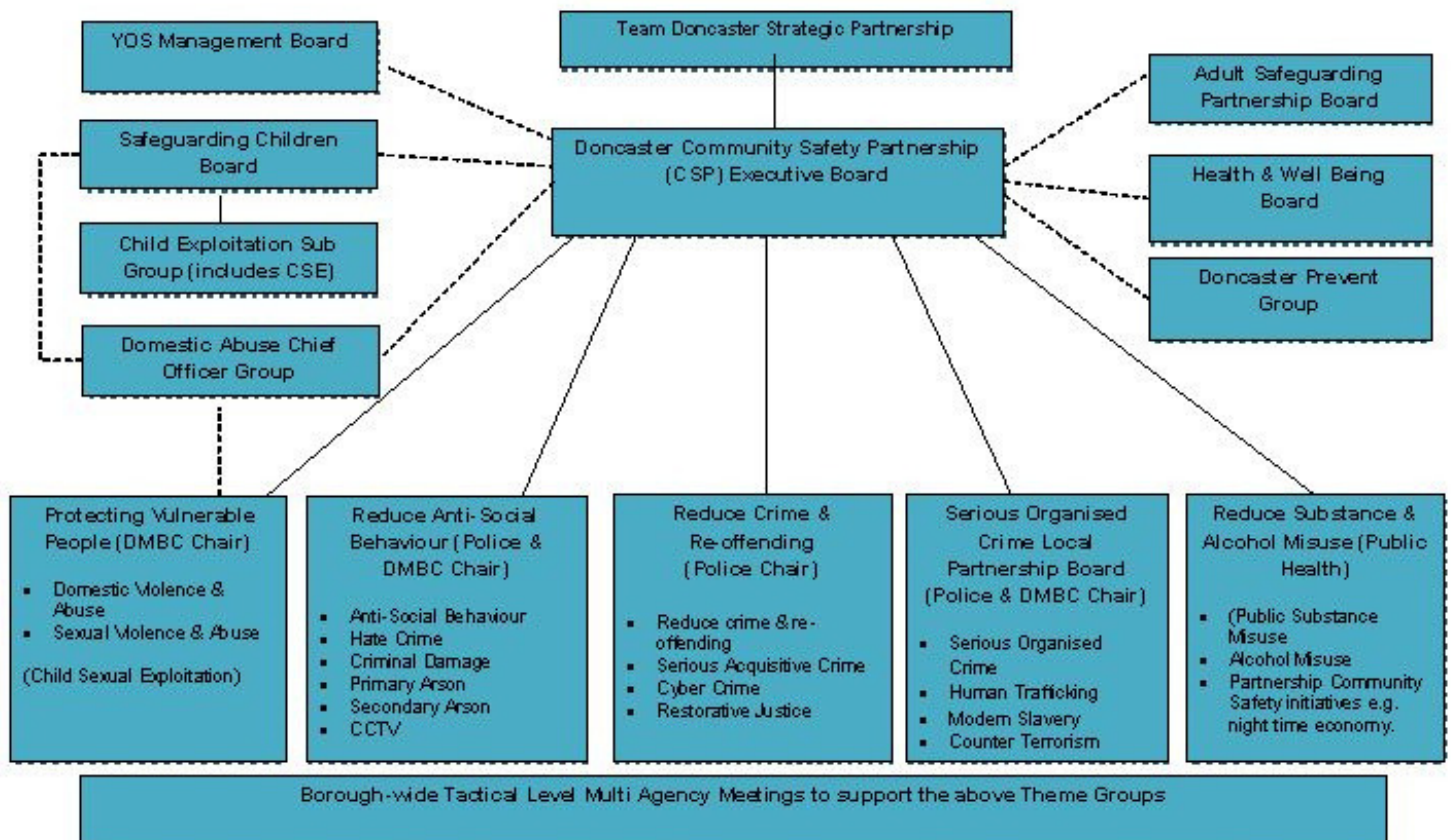 YOS Management Board
Team Doncaster Strategic Partnership
Adult Safeguarding
Partnership Board
Safeguarding Children
Board
Doncaster Community Safety Partnership
(CSP) Executive Board
Health & Well Being
Board
Child Exploitation Sub
Group (includes CSE)
Doncaster Prevent
Group
Domestic Abuse Chief
Officer Group
Protecting Vulnerable
People (DMBC Chair)
▪ Domestic Violence &
Abuse
▪ Sexual Violence & Abuse
(Child Sexual Exploitation)
Reduce Anti-Social
Behaviour (Police &
DMBC Chair)
▪ Anti-Social Behaviour
▪ Hate Crime
▪ Criminal Damage
▪ Primary Arson
▪ Secondary Arson
▪ CCTV
Reduce Crime &
Re-offending
(Police Chair)
▪ Reduce crime & re-
offending
▪ Serious Acquisitive Crime
▪ Cyber Crime
▪ Restorative Justice
Serious Organised
Crime Local
Partnership Board
(Police & DMBC Chair)
▪ Serious Organised
Crime
▪ Human Trafficking
▪ Modern Slavery
▪ Counter Terrorism
Reduce Substance &
Alcohol Misuse (Public
Health)
▪ (Public Substance
Misuse
▪ Alcohol Misuse
▪ Partnership Community
Safety initiatives e.g.
night time economy.
Borough-wide Tactical Level Multi Agency Meetings to support the above Theme Groups